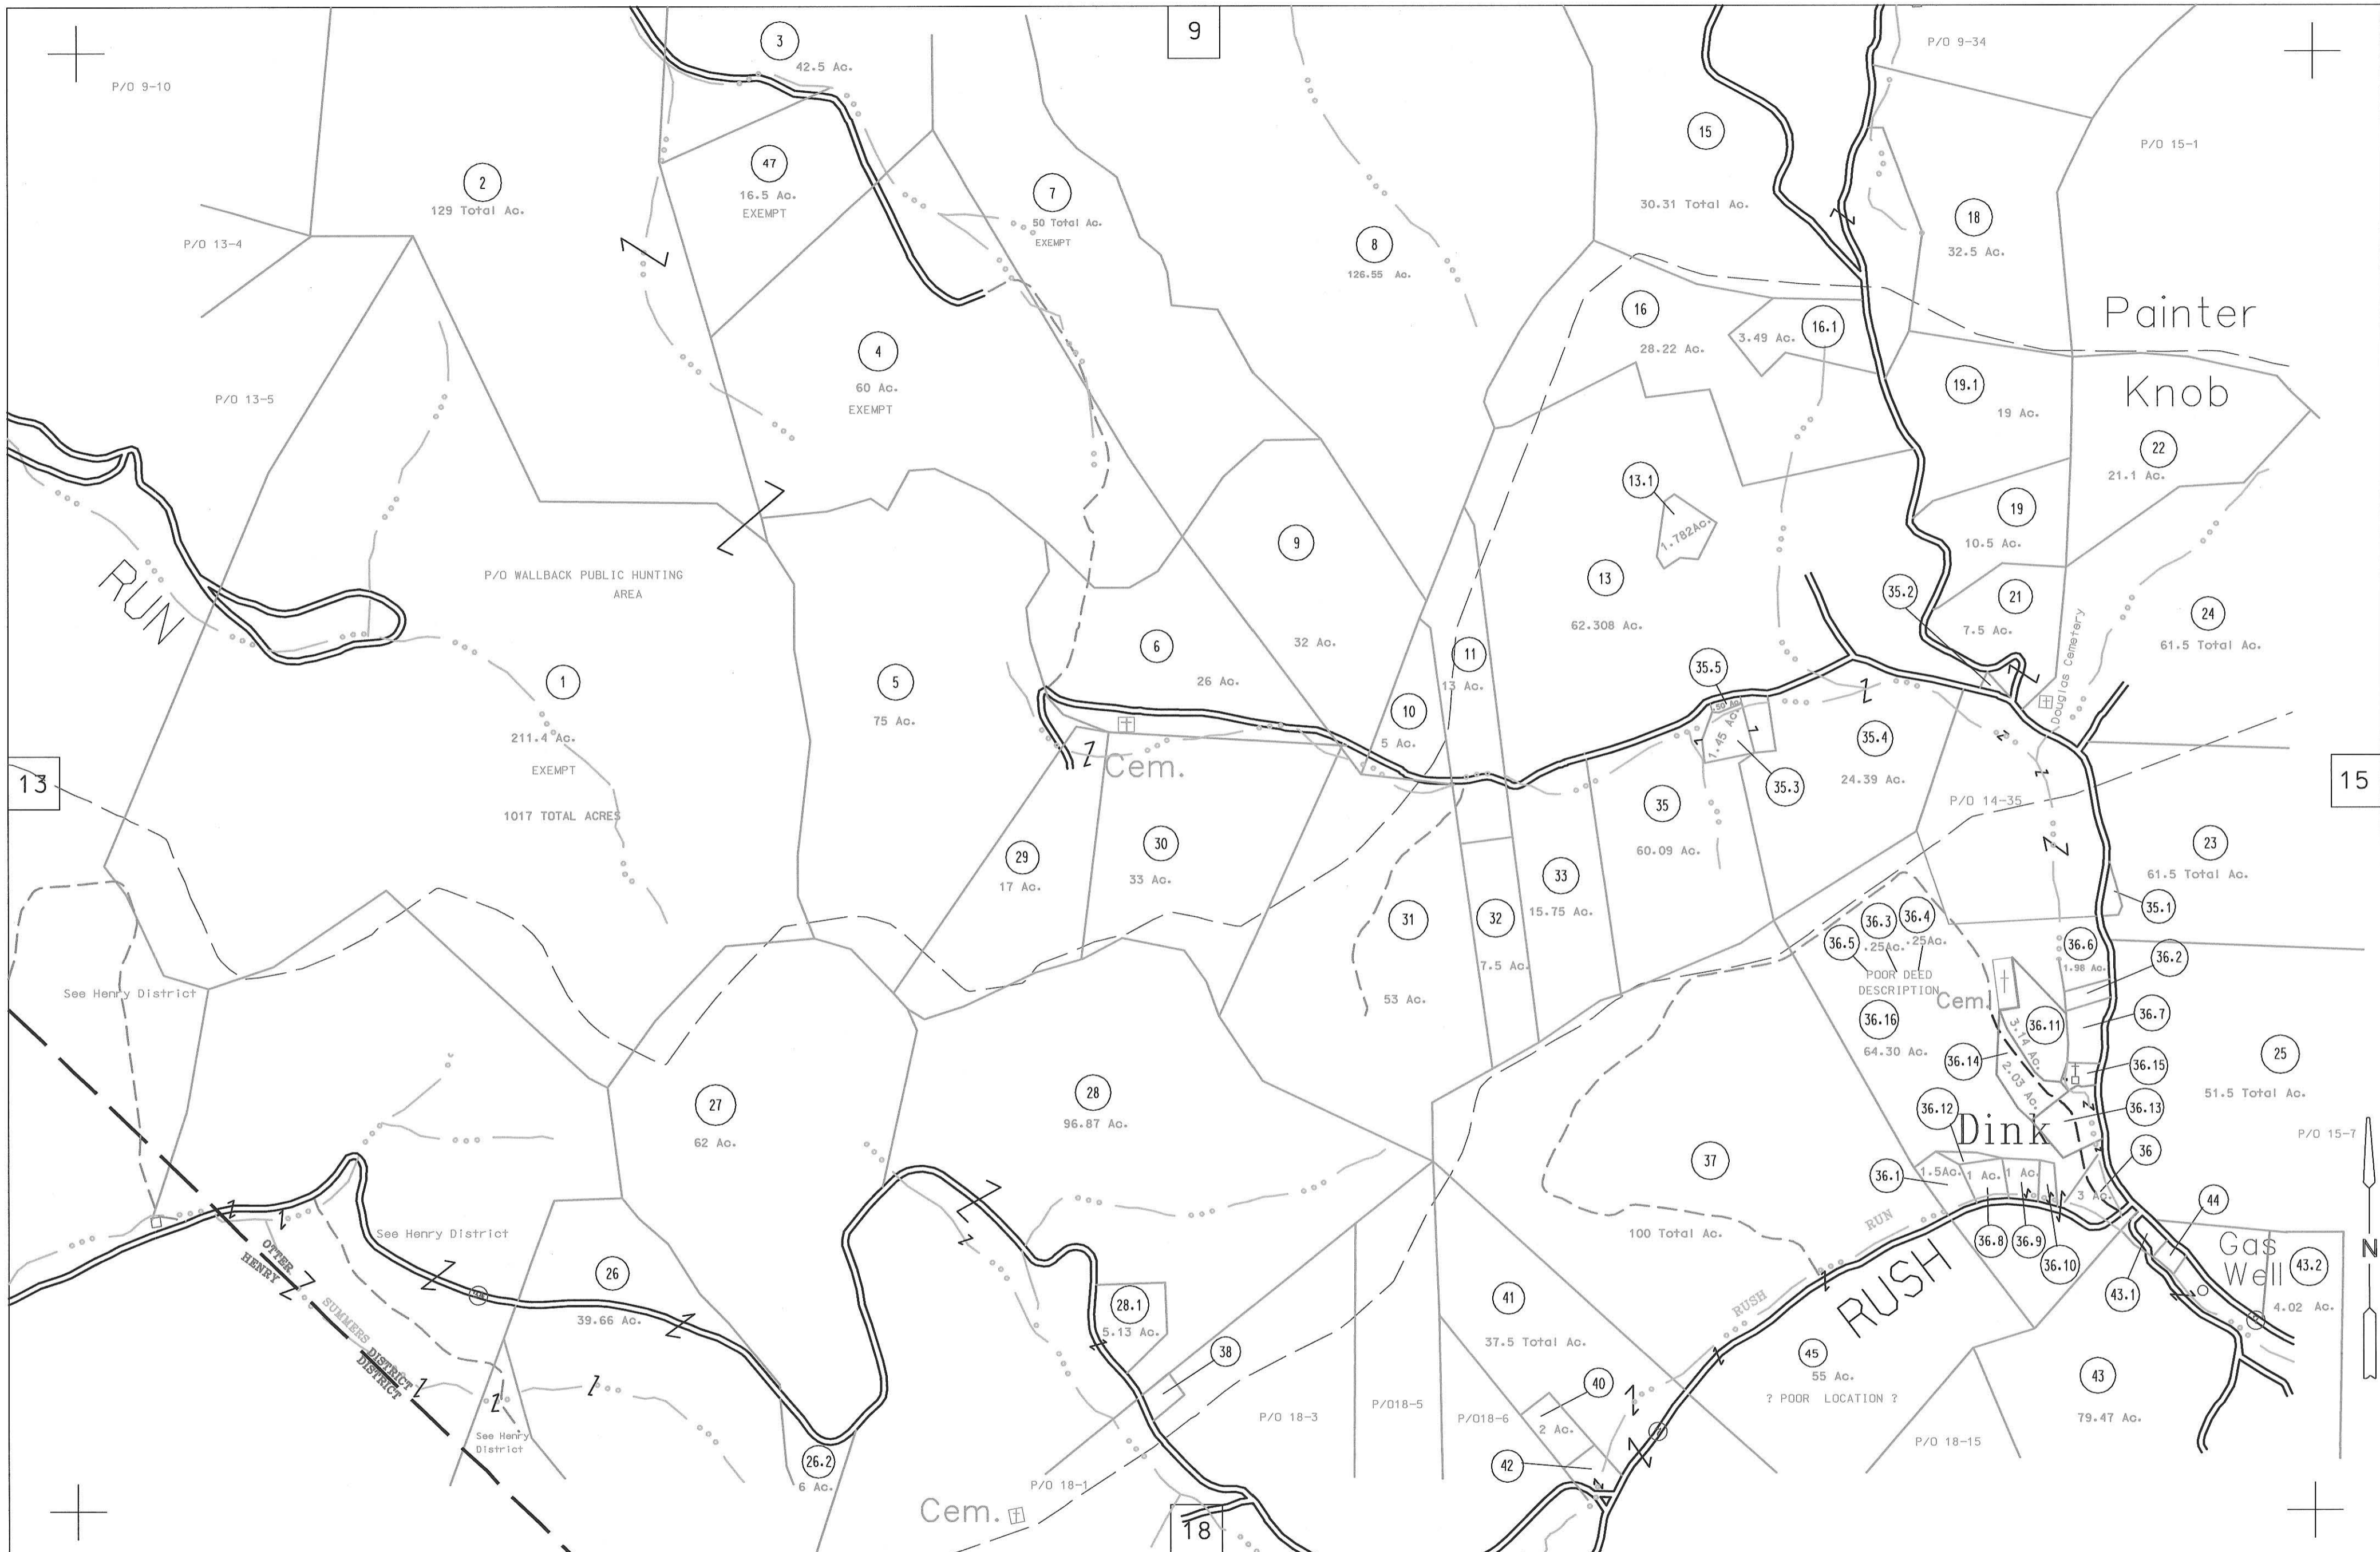 9
3
42.5 Ac.
P/O 9-34
P/O 9-10
15
P/O 15-1
47
2
129 Total Ac.
16.5 Ac.
EXEMPT
7
50 Total Ac.
EXEMPT
30.31 Total Ac.
18
32.5 Ac.
P/O 13-4
8
126.55 Ac.
16
28.22 Ac.
3.49 Ac.
16.1
Painter
Knob
4
60 Ac.
EXEMPT
P/O 13-5
19.1
19 Ac.
22
21.1 Ac.
13.1
1.782Ac.
19
10.5 Ac.
9
32 Ac.
13
62.308 Ac.
P/O WALLBACK PUBLIC HUNTING
AREA
RUN
35.2
21
7.5 Ac.
24
61.5 Total Ac.
Douglas Cemetery
6
26 Ac.
11
13 Ac.
35.5
.50 Ac.
1
211.4 Ac.
EXEMPT
1017 TOTAL ACRES
5
75 Ac.
10
5 Ac.
1.45 Ac.
35.3
35.4
24.39 Ac.
Cem.
13
15
35
60.09 Ac.
P/O 14-35
29
17 Ac.
30
33 Ac.
33
15.75 Ac.
23
61.5 Total Ac.
35.1
31
53 Ac.
32
7.5 Ac.
36.3
36.4
36.5
.25Ac.
.25Ac.
POOR DEED
DESCRIPTION
36.6
1.98 Ac.
36.2
See Henry District
Cem.
36.16
64.30 Ac.
36.11
3.14 Ac.
36.7
36.14
2.03 Ac.
36.15
25
51.5 Total Ac.
27
62 Ac.
28
96.87 Ac.
36.12
Dink
36.13
P/O 15-7
37
100 Total Ac.
36
36.1
1.5Ac.
1 Ac.
1 Ac.
3 Ac.
44
RUN
36.8
36.9
36.10
See Henry District
OTTER
HENRY
Gas
Well
43.2
4.02 Ac.
N
26
39.66 Ac.
28.1
5.13 Ac.
41
37.5 Total Ac.
RUSH
RUSH
43.1
SUMMERS
DISTRICT
DISTRICT
38
40
2 Ac.
45
55 Ac.
? POOR LOCATION ?
43
79.47 Ac.
P/O 18-3
P/O18-5
P/O18-6
P/O 18-15
See Henry
District
26.2
6 Ac.
42
P/O 18-1
Cem.
18